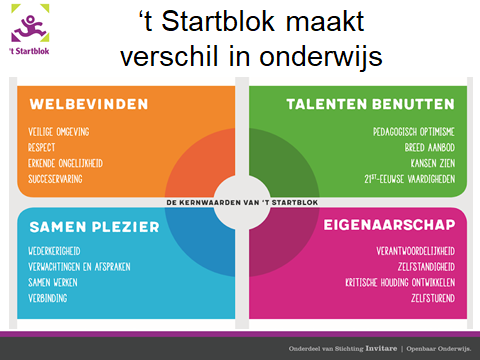 't Startblok
‘t Startblok maakt
verschil in onderwijs
WELBEVINDEN
VEILIGE OMGEVING
RESPECT
ERKENDE ONGELIJKHEID
SUCCESERVARING
TALENTEN BENUTTEN
PEDAGOGISCH OPTIMISME
BREED AANBOD
KANSEN ZIEN
21ST-EEUWSE VAARDIGHEDEN
DE KERNWAARDEN VAN 'T STARTBLOK
SAMEN PLEZIER
WEDERKERIGHEID
VERWACHTINGEN EN AFSPRAKEN
SAMEN WERKEN
VERBINDING
EIGENAARSCHAP
VERANTWOORDELIJKHEID
ZELFSTANDIGHEID
KRITISCHE HOUDING ONTWIKKELEN
ZELFSTUREND
Onderdeel van Stichting Invitare | Openbaar Onderwijs.